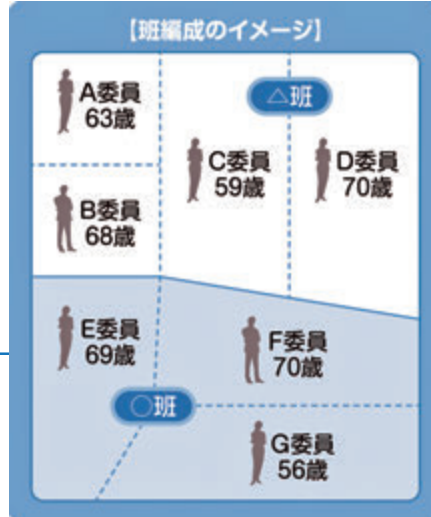 【班編成のイメージ】
A委員
63歳
△班
C委員
59歳
D委員
70歳
B委員
68歳
E委員
69歳
F委員
70歳
○班
G委員
56歳